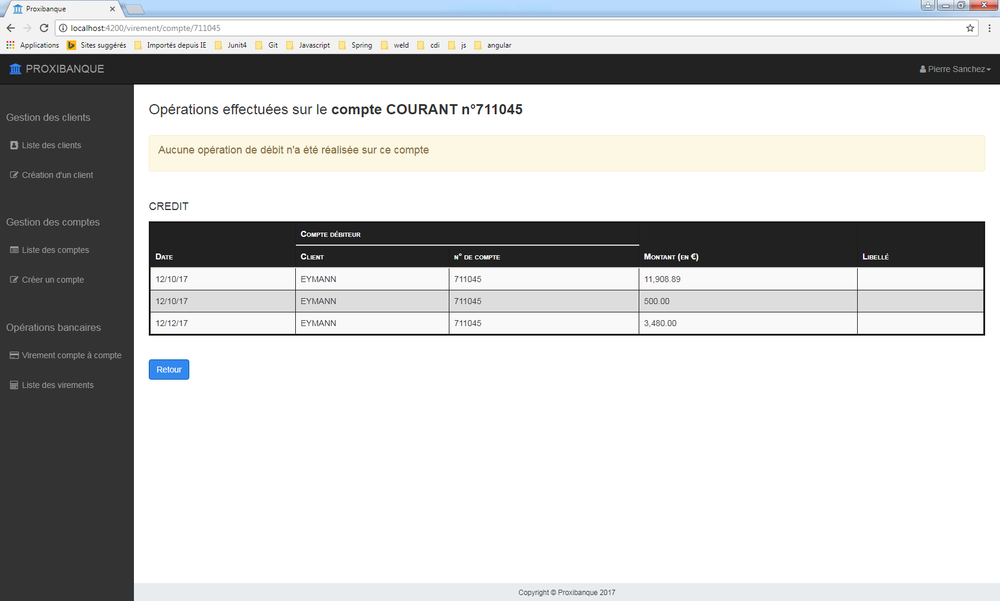 Proxibanque
localhost:4200/virement/compte/711045
Applications Sites suggérés Importés depuis IE Junit4 Git Javascript Spring weld cdi js angular
PROXIBANQUE
Pierre Sanchez
Gestion des clients
Liste des clients
Création d'un client
Gestion des comptes
Liste des comptes
Créer un compte
Opérations bancaires
Virement compte à compte
Liste des virements
Opérations effectuées sur le compte COURANT n°711045
Aucune opération de débit n'a été réalisée sur ce compte
CREDIT
Compte débiteur
Date Client n° de compte Montant (en €) Libellé
12/10/17 EYMANN 711045 11,908.89
12/10/17 EYMANN 711045 500.00
12/12/17 EYMANN 711045 3,480.00
Retour
Copyright © Proxibanque 2017